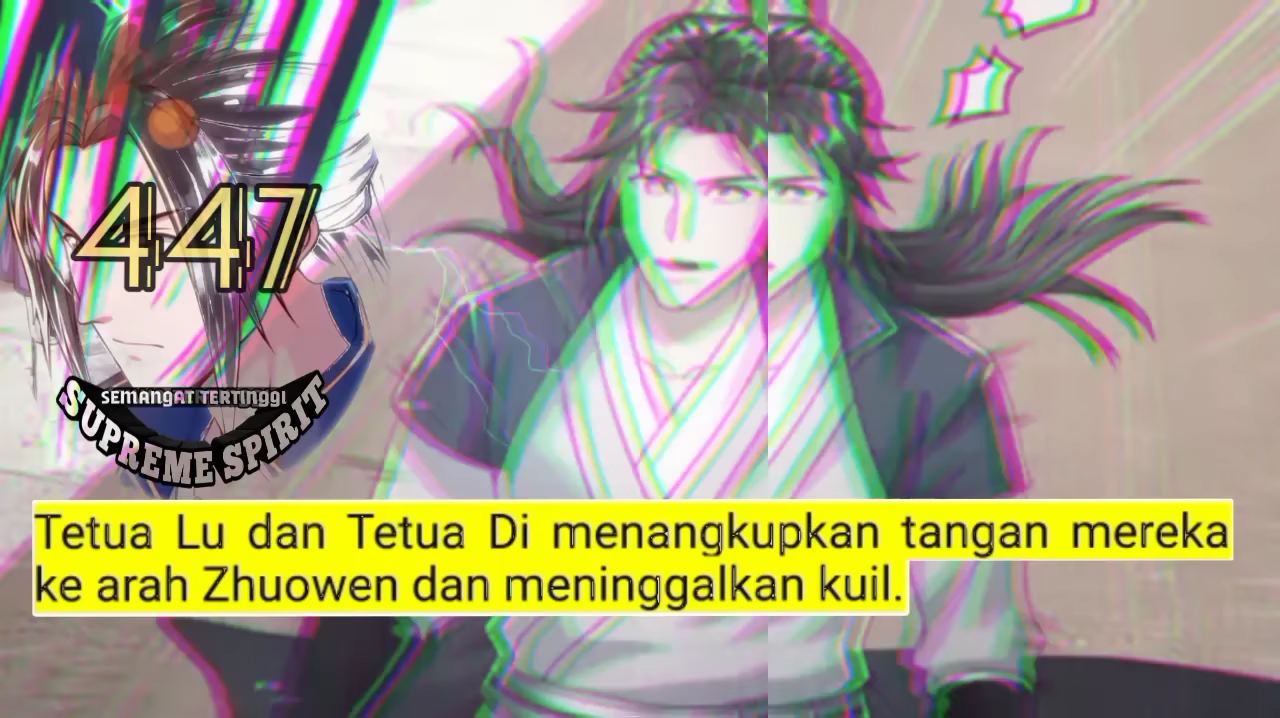 447
SEMANGAT TERTINGGI
SUPREME SPIRIT
Tetua Lu dan Tetua Di menangkupkan tangan mereka
ke arah Zhuowen dan meninggalkan kuil.